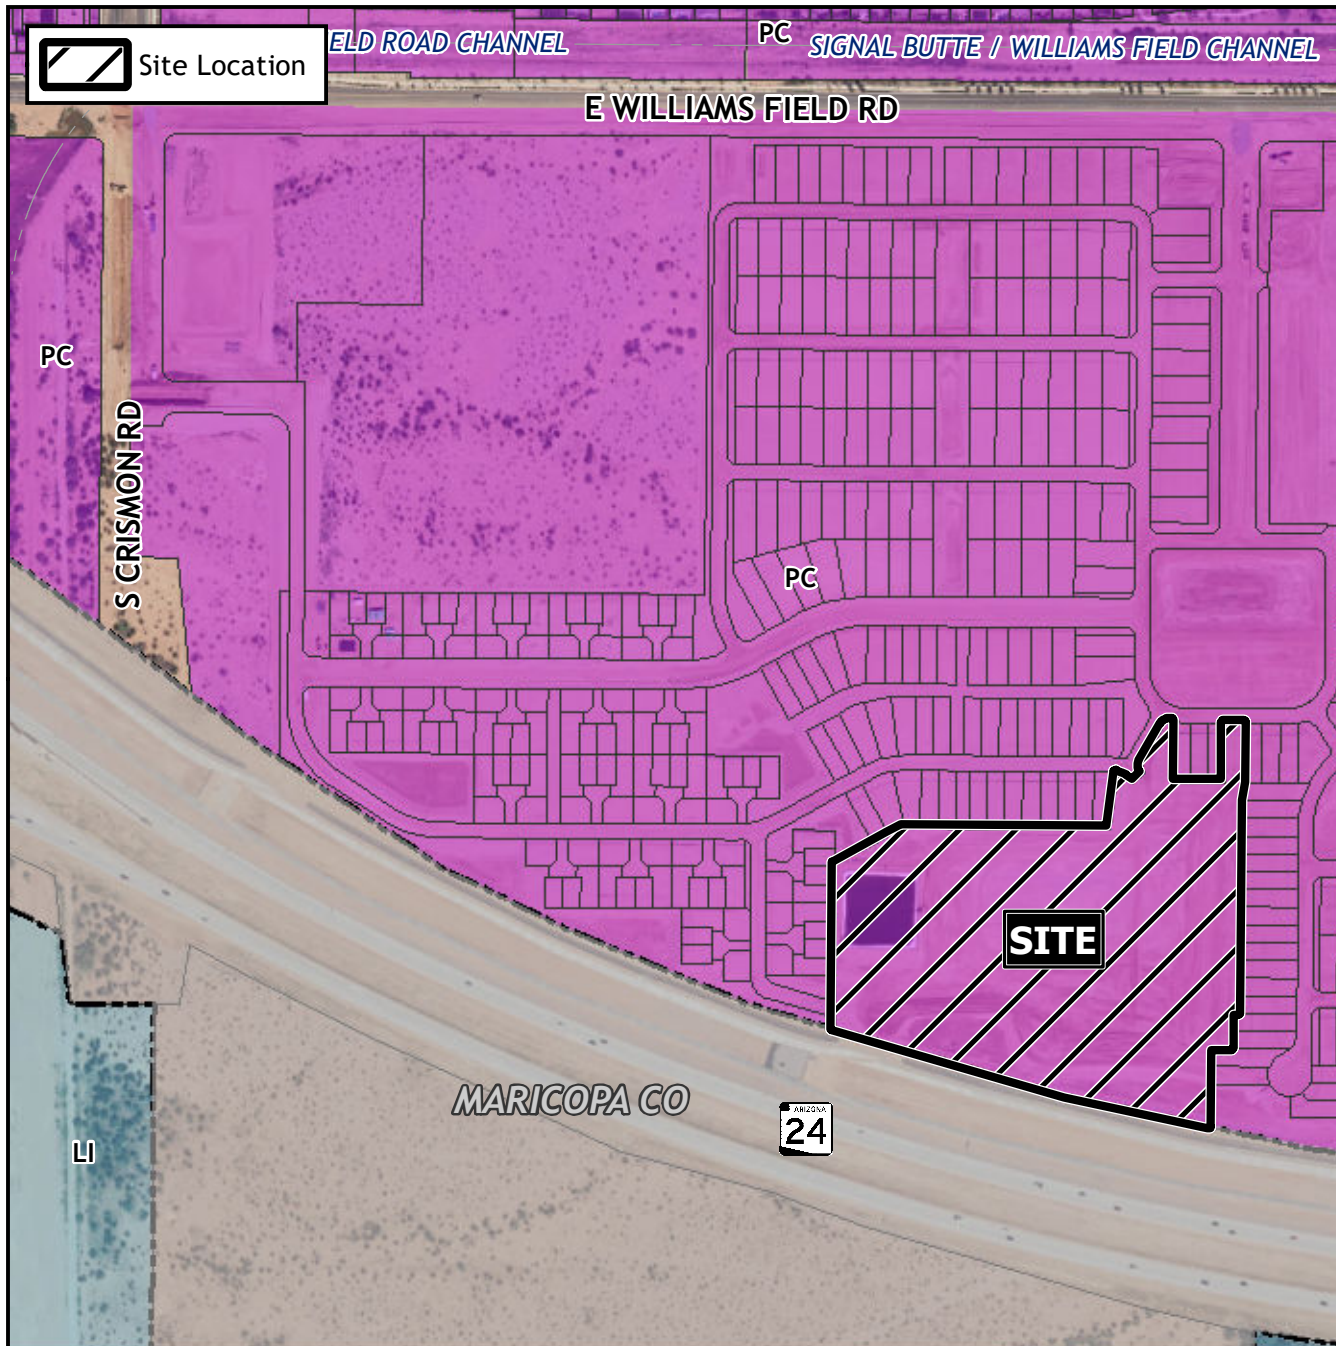 PC
ELD ROAD CHANNEL
SIGNAL BUTTE / WILLIAMS FIELD CHANNEL
Site Location
E WILLIAMS FIELD RD
PC
S CRISMON RD
PC
SITE
MARICOPA CO
ARIZONA
24
LI